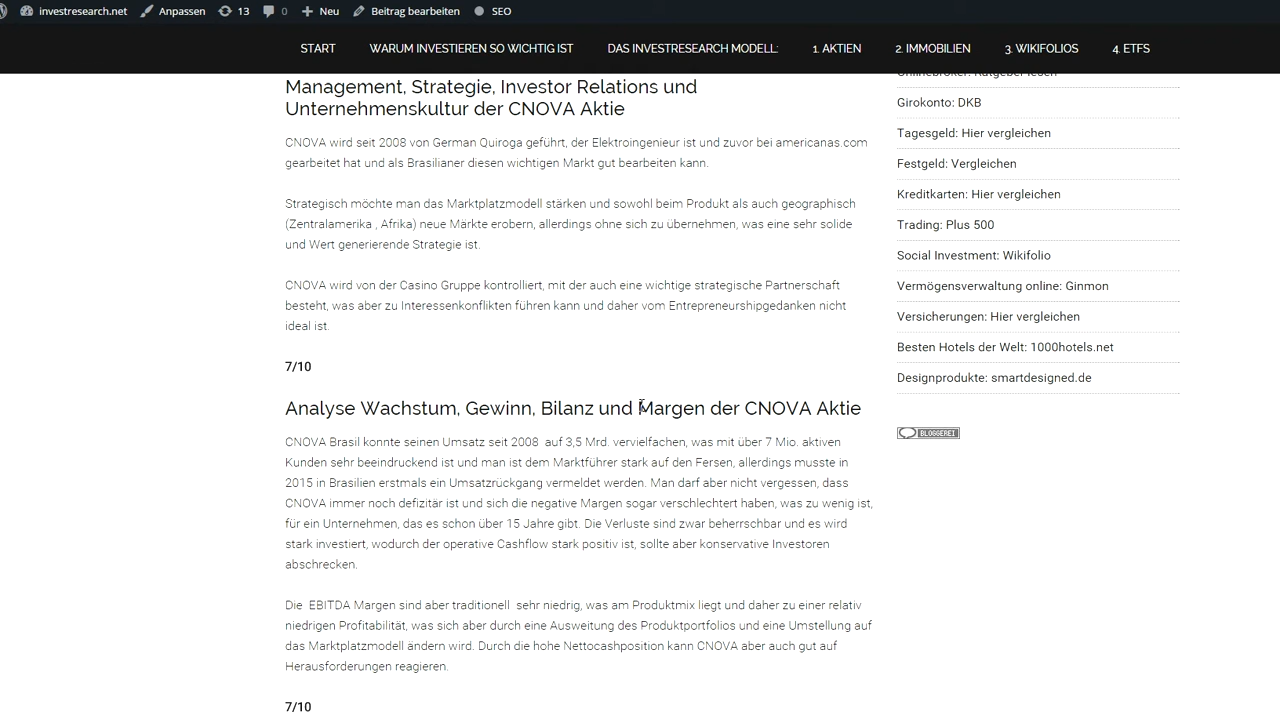 investresearch.net Anpassen 13 0 Neu Beitrag bearbeiten SEO
START WARUM INVESTIEREN SO WICHTIG IST DAS INVESTRESEARCH MODELL: 1. AKTIEN 2. IMMOBILIEN 3. WIKIFOLIOS 4. ETFS
Management, Strategie, Investor Relations und
Unternehmenskultur der CNOVA Aktie
CNOVA wird seit 2008 von German Quiroga geführt, der Elektroingenieur ist und zuvor bei americanas.com
gearbeitet hat und als Brasilianer diesen wichtigen Markt gut bearbeiten kann.
Strategisch möchte man das Marktplatzmodell stärken und sowohl beim Produkt als auch geographisch
(Zentralamerika , Afrika) neue Märkte erobern, allerdings ohne sich zu übernehmen, was eine sehr solide
und Wert generierende Strategie ist.
CNOVA wird von der Casino Gruppe kontrolliert, mit der auch eine wichtige strategische Partnerschaft
besteht, was aber zu Interessenkonflikten führen kann und daher vom Entrepreneurshipgedanken nicht
ideal ist.
7/10
Analyse Wachstum, Gewinn, Bilanz und Margen der CNOVA Aktie
CNOVA Brasil konnte seinen Umsatz seit 2008 auf 3,5 Mrd. vervielfachen, was mit über 7 Mio. aktiven
Kunden sehr beeindruckend ist und man ist dem Marktführer stark auf den Fersen, allerdings musste in
2015 in Brasilien erstmals ein Umsatzrückgang vermeldet werden. Man darf aber nicht vergessen, dass
CNOVA immer noch defizitär ist und sich die negative Margen sogar verschlechtert haben, was zu wenig ist,
für ein Unternehmen, das es schon über 15 Jahre gibt. Die Verluste sind zwar beherrschbar und es wird
stark investiert, wodurch der operative Cashflow stark positiv ist, sollte aber konservative Investoren
abschrecken.
Die EBITDA Margen sind aber traditionell sehr niedrig, was am Produktmix liegt und daher zu einer relativ
niedrigen Profitabilität, was sich aber durch eine Ausweitung des Produktportfolios und eine Umstellung auf
das Marktplatzmodell ändern wird. Durch die hohe Nettocashposition kann CNOVA aber auch gut auf
Herausforderungen reagieren.
7/10
Onlinebroker: Ratgeber lesen
Girokonto: DKB
Tagesgeld: Hier vergleichen
Festgeld: Vergleichen
Kreditkarten: Hier vergleichen
Trading: Plus 500
Social Investment: Wikifolio
Vermögensverwaltung online: Ginmon
Versicherungen: Hier vergleichen
Besten Hotels der Welt: 1000hotels.net
Designprodukte: smartdesigned.de
BLOGGEREI